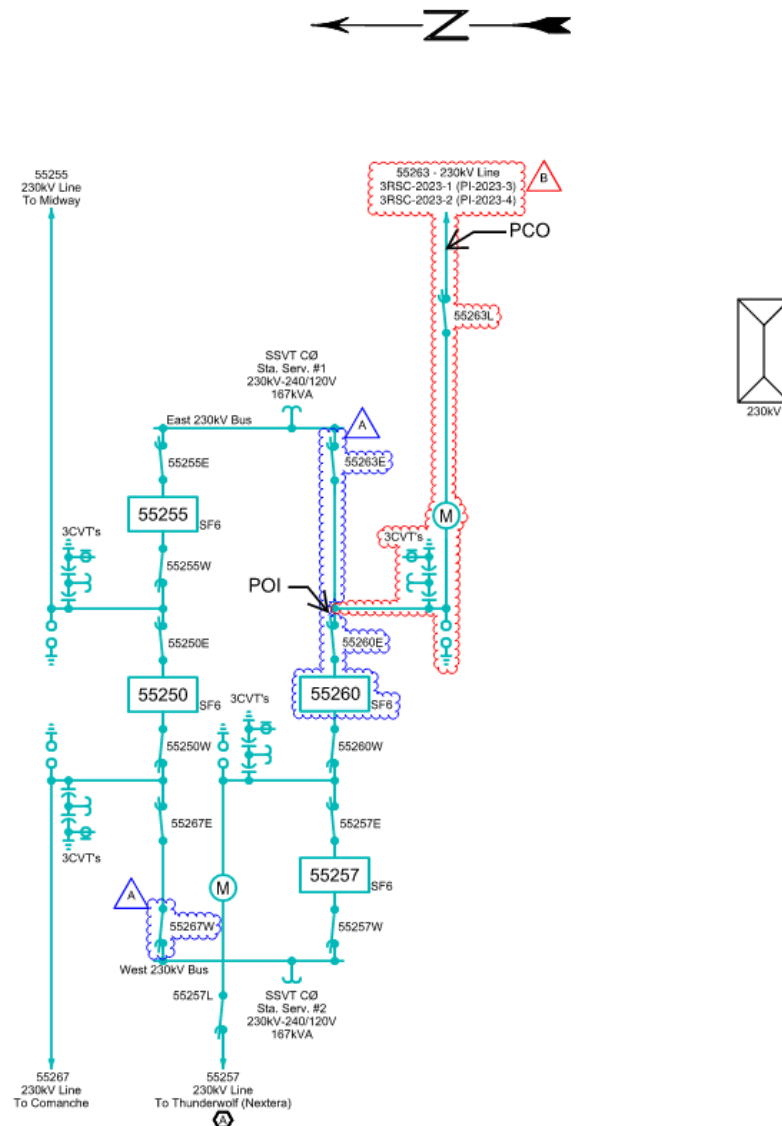 N
55255
230kV Line
To Midway
55263 - 230kV Line
3RSC-2023-1 (PI-2023-3)
3RSC-2023-2 (PI-2023-4)
B
PCO
55263L
230kV
SSVT CØ
Sta. Serv. #1
230kV-240/120V
167kVA
East 230kV Bus
A
55255E
55263E
55255
SF6
M
3CVT's
3CVT's
55255W
POI
55250E
55260E
55250
SF6
55260
SF6
3CVT's
55250W
55260W
55267E
55257E
3CVT's
55257
SF6
M
A
55267W
55257W
West 230kV Bus
55257L
SSVT CØ
Sta. Serv. #2
230kV-240/120V
167kVA
55267
230kV Line
To Comanche
55257
230kV Line
To Thunderwolf (Nextera)
A